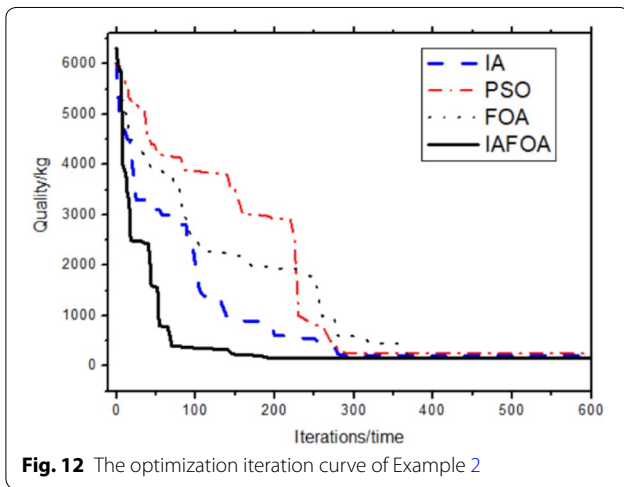 6000
5000
4000
3000
2000
1000
0
Quality/kg
IA
PSO
FOA
IAFOA
0 100 200 300 400 500 600
Iterations/time
Fig. 12 The optimization iteration curve of Example 2